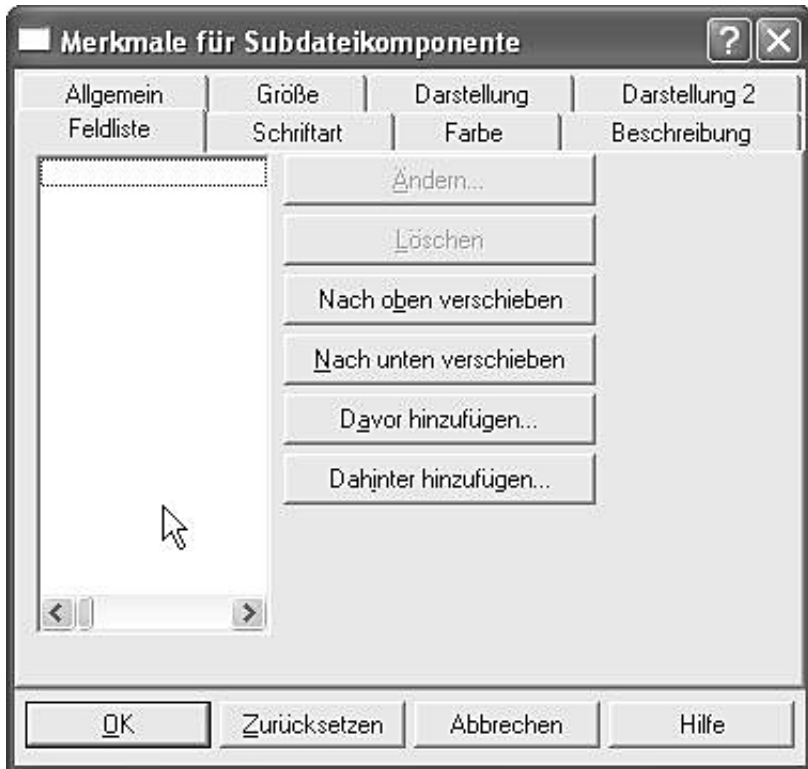 Merkmale für Subdateikomponente
Allgemein Größe Darstellung Darstellung 2
Feldliste Schriftart Farbe Beschreibung
Ändern...
Löschen
Nach oben verschieben
Nach unten verschieben
Davor hinzufügen...
Dahinter hinzufügen...
OK Zurücksetzen Abbrechen Hilfe